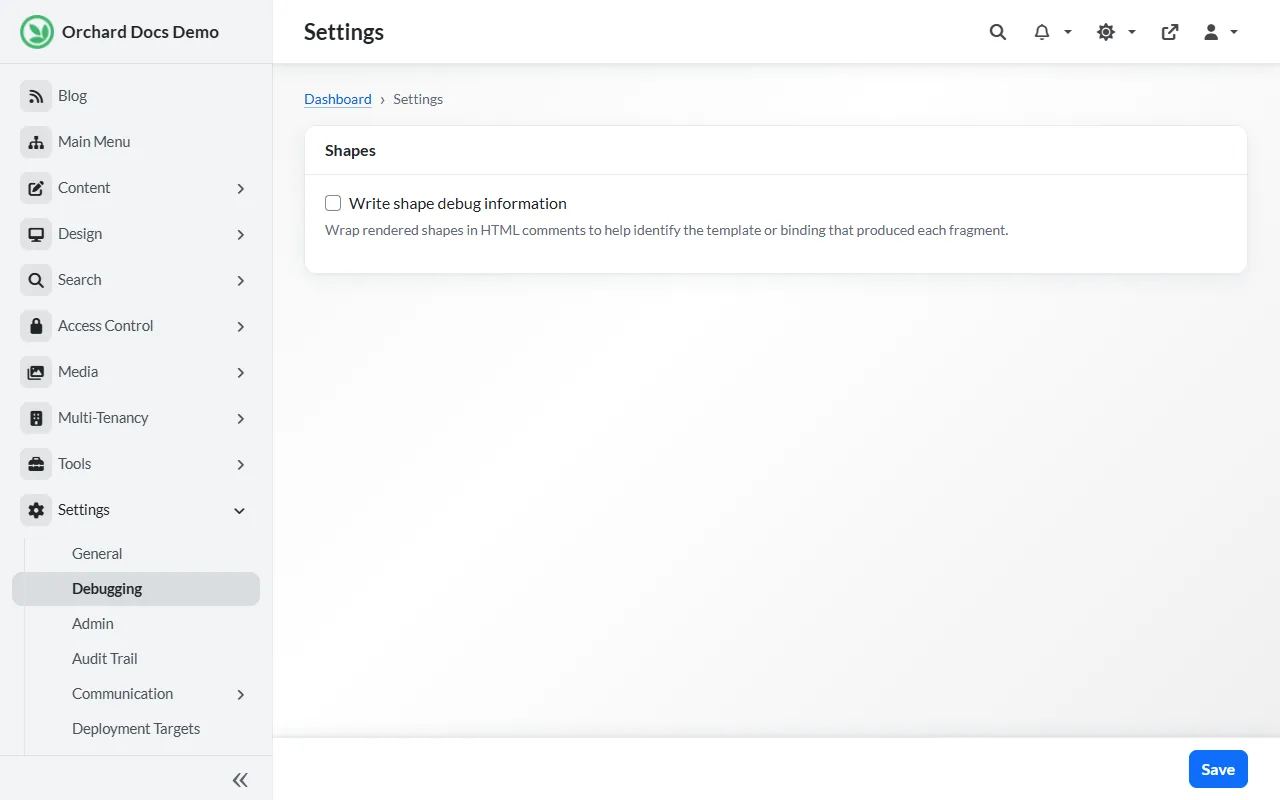 Orchard Docs Demo
Settings
Blog
Main Menu
Content
Design
Search
Access Control
Media
Multi-Tenancy
Tools
Settings
General
Debugging
Admin
Audit Trail
Communication
Deployment Targets
Dashboard › Settings
Shapes
Write shape debug information
Wrap rendered shapes in HTML comments to help identify the template or binding that produced each fragment.
Save